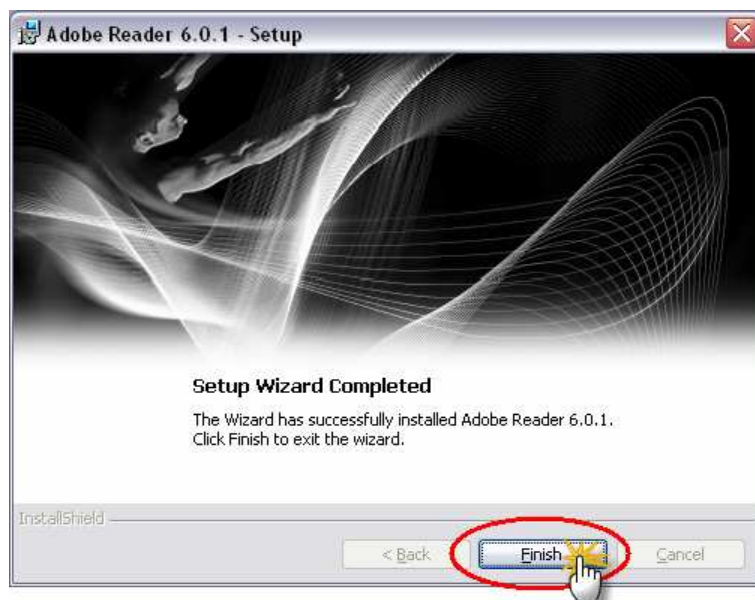 Adobe Reader 6.0.1 - Setup
Setup Wizard Completed
The Wizard has successfully installed Adobe Reader 6.0.1.
Click Finish to exit the wizard.
InstallShield
< Back
Finish
Cancel